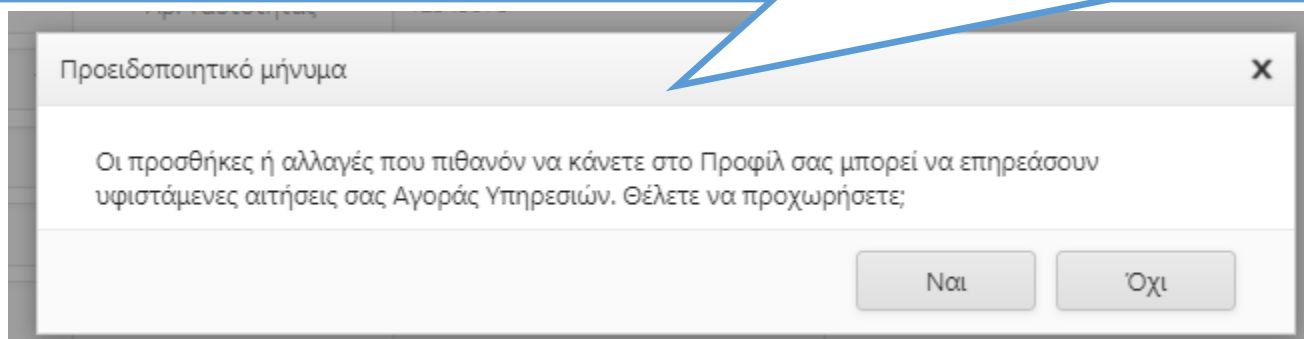 Προειδοποιητικό μήνυμα
Οι προσθήκες ή αλλαγές που πιθανόν να κάνετε στο Προφίλ σας μπορεί να επηρεάσουν
υφιστάμενες αιτήσεις σας Αγοράς Υπηρεσιών. Θέλετε να προχωρήσετε;
Ναι
Όχι